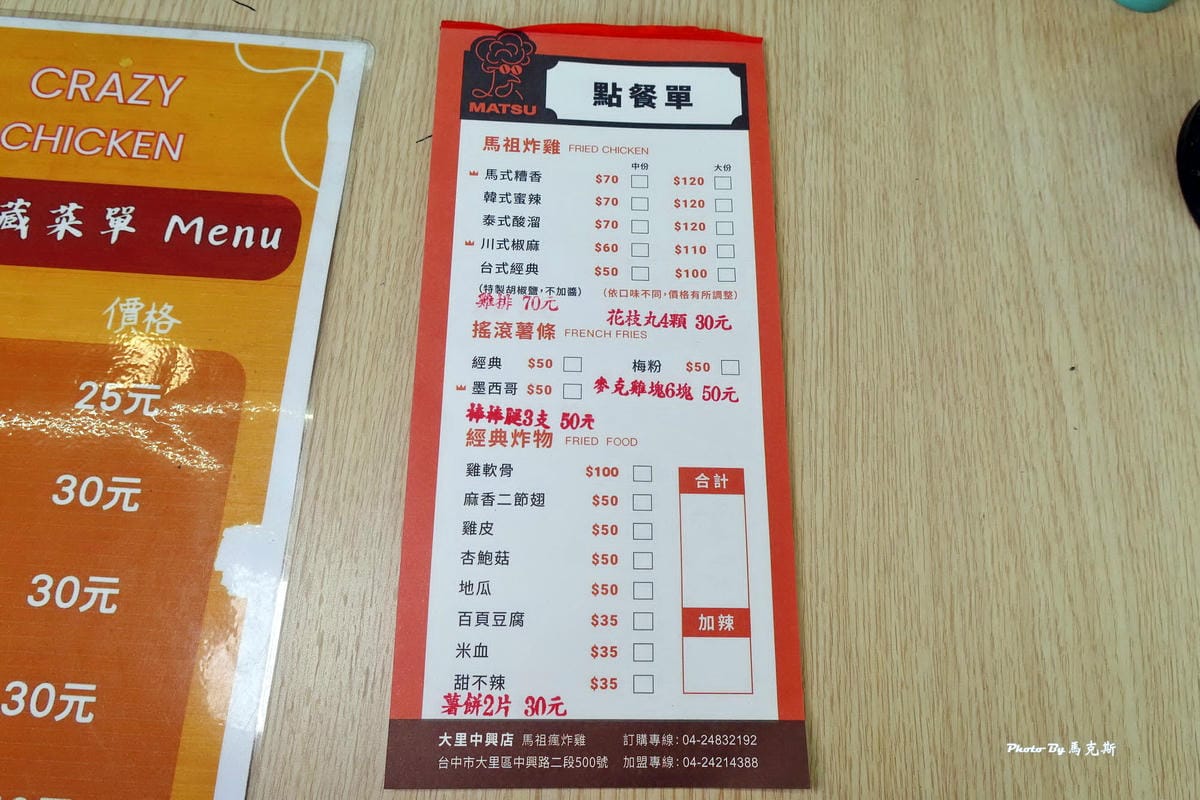 CRAZY
CHICKEN
藏菜單 Menu
價格
25元
30元
30元
30元
MATSU
點餐單
馬祖炸雞 FRIED CHICKEN
中份 大份
馬式糟香 $70 $120
韓式蜜辣 $70 $120
泰式酸溜 $70 $120
川式椒麻 $60 $110
台式經典 $50 $100
(特製胡椒鹽,不加醬) (依口味不同,價格有所調整)
雞排 70元
花枝丸4顆 30元
搖滾薯條 FRENCH FRIES
經典 $50 梅粉 $50
墨西哥 $50
麥克雞塊6塊 50元
棒棒腿3支 50元
經典炸物 FRIED FOOD
雞軟骨 $100
麻香二節翅 $50
雞皮 $50
杏鮑菇 $50
地瓜 $50
百頁豆腐 $35
米血 $35
甜不辣 $35
合計
加辣
薯餅2片 30元
大里中興店 馬祖瘋炸雞 訂購專線:04-24832192
台中市大里區中興路二段500號 加盟專線:04-24214388
Photo By 馬克斯